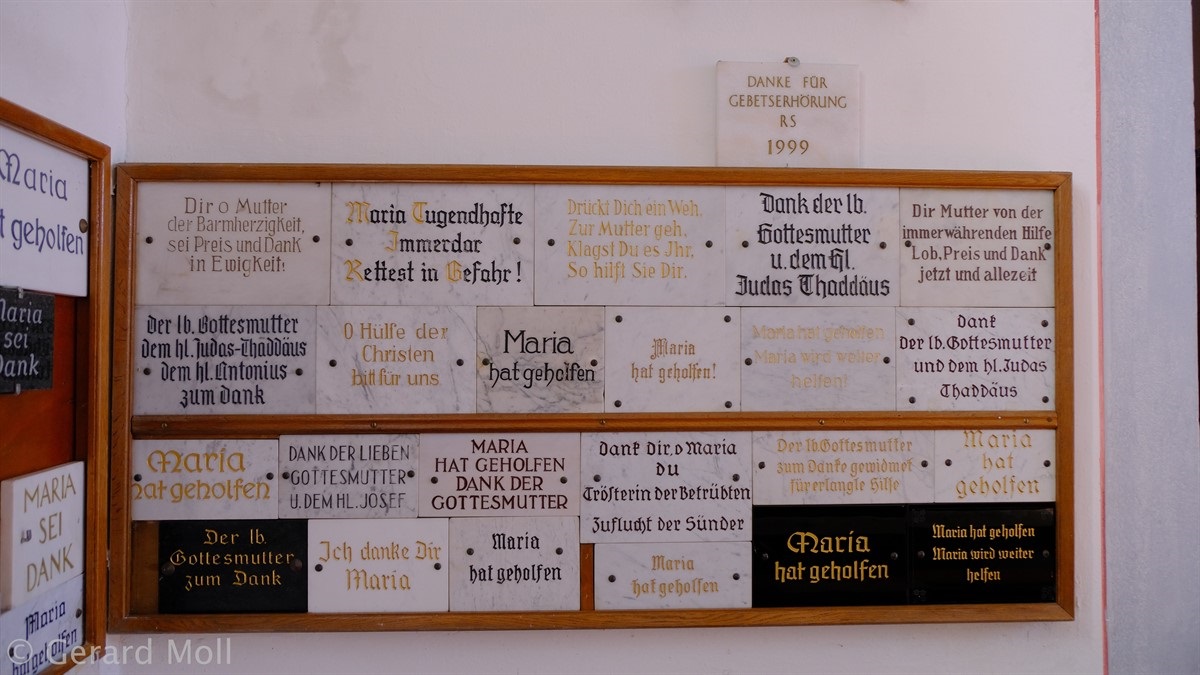 DANKE FÜR
GEBETSERHÖRUNG
RS
1999
Maria
hat geholfen
Maria
sei
Dank
MARIA
SEI
DANK
Maria
hat geholfen
Dir o Mutter
der Barmherzigkeit,
sei Preis und Dank
in Ewigkeit!
Maria Tugendhafte
Immerdar
Rettest in Gefahr!
Drückt Dich ein Weh,
Zur Mutter geh,
Klagst Du es Jhr,
So hilft Sie Dir.
Dank der lb.
Gottesmutter
u. dem hl.
Judas Thaddäus
Dir Mutter von der
immerwährenden Hilfe
Lob, Preis und Dank
jetzt und allezeit
Der lb. Gottesmutter
dem hl. Judas-Thaddäus
dem hl. Antonius
zum Dank
O Hülfe der
Christen
bitt für uns
Maria
hat geholfen
Maria
hat geholfen!
Maria hat geholfen
Maria wird weiter
helfen!
Dank
der lb. Gottesmutter
und dem hl. Judas
Thaddäus
Maria
hat geholfen
DANK DER LIEBEN
GOTTESMUTTER
U. DEM HL. JOSEF
MARIA
HAT GEHOLFEN
DANK DER
GOTTESMUTTER
Dank Dir, o Maria
du
Trösterin der Betrübten
Zuflucht der Sünder
Der lb. Gottesmutter
zum Danke gewidmet
für erlangte Hilfe
Maria
hat
geholfen
Der lb.
Gottesmutter
zum Dank
Ich danke Dir
Maria
Maria
hat geholfen
Maria
hat geholfen
Maria
hat geholfen
Maria hat geholfen
Maria wird weiter
helfen
© Gerard Moll